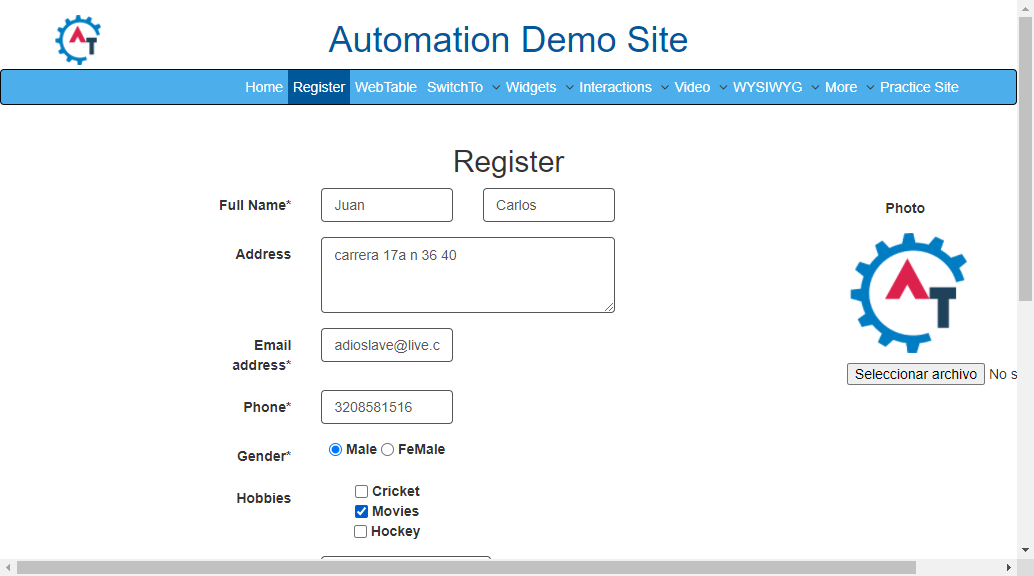 AT
Automation Demo Site
Home Register WebTable SwitchTo Widgets Interactions Video WYSIWYG More Practice Site
Register
Full Name* Juan Carlos
Photo
Address carrera 17a n 36 40
AT
Email address* adioslave@live.c
Seleccionar archivo No s
Phone* 3208581516
Gender* Male FeMale
Hobbies Cricket
Movies
Hockey